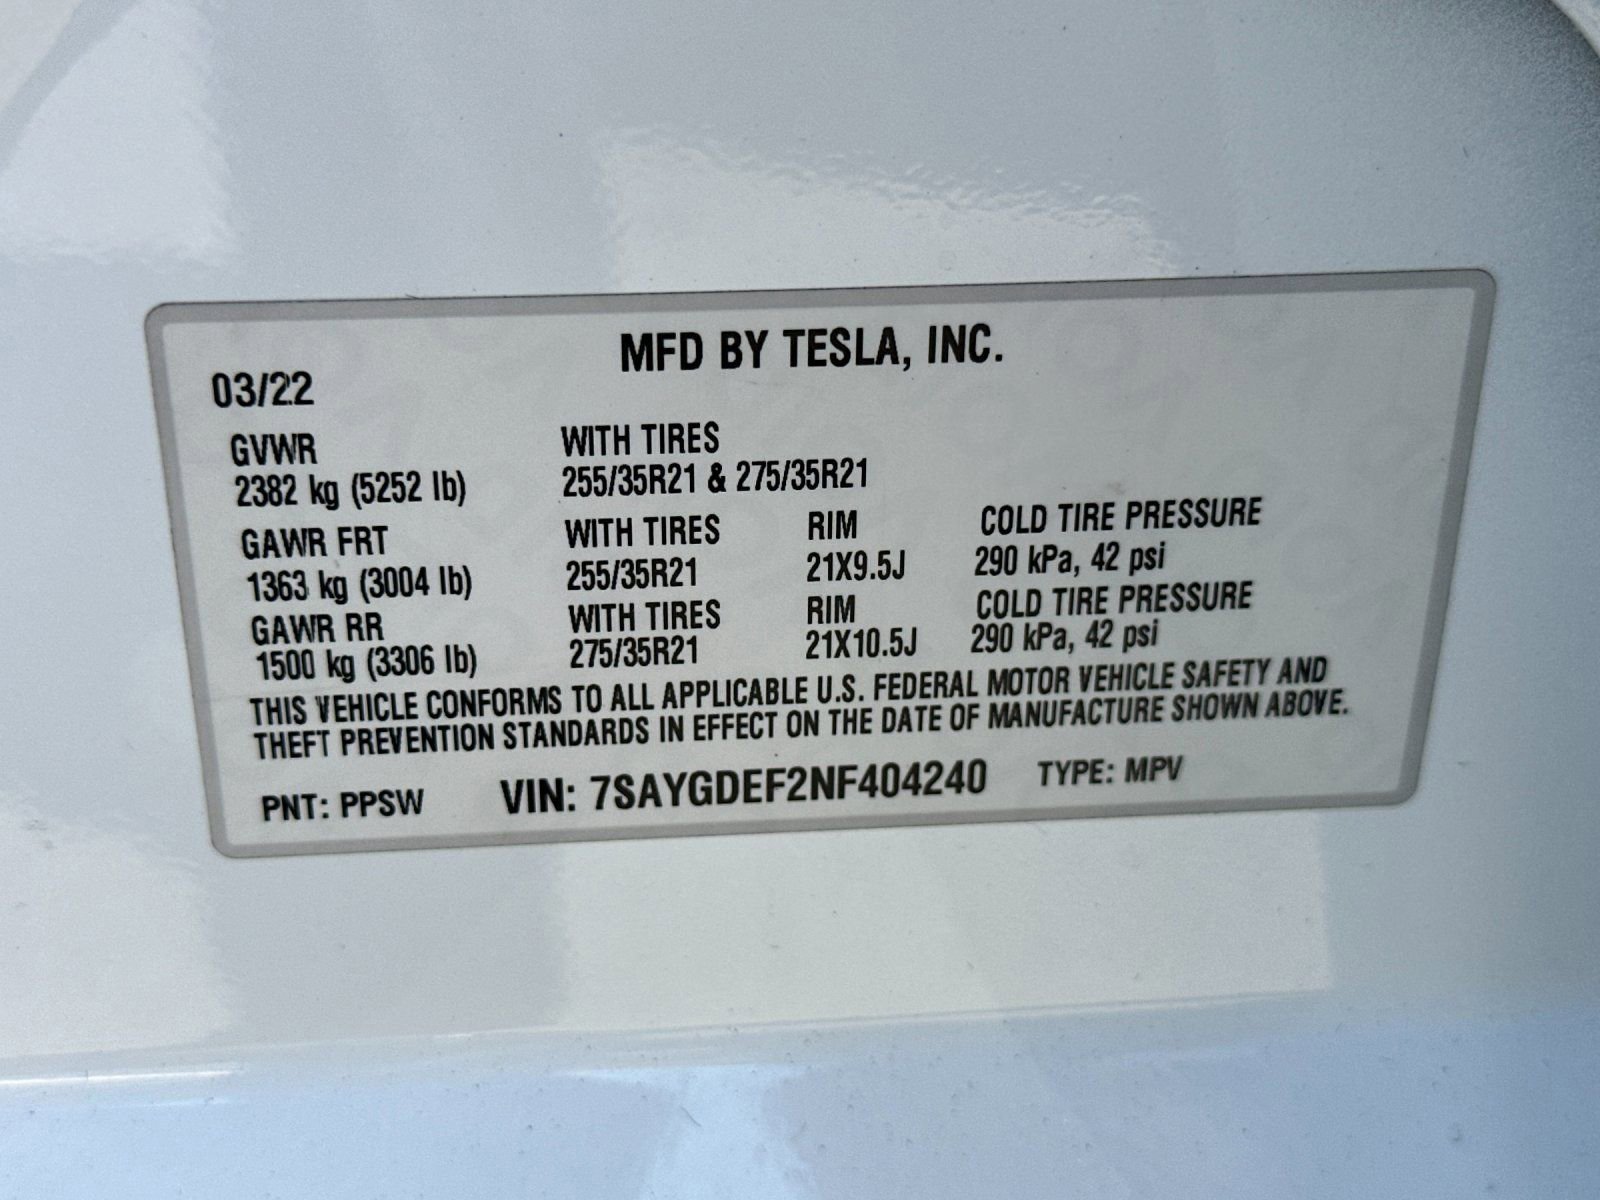 MFD BY TESLA, INC.
03/22
GVWR WITH TIRES
2382 kg (5252 lb) 255/35R21 & 275/35R21
GAWR FRT WITH TIRES RIM COLD TIRE PRESSURE
1363 kg (3004 lb) 255/35R21 21X9.5J 290 kPa, 42 psi
GAWR RR WITH TIRES RIM COLD TIRE PRESSURE
1500 kg (3306 lb) 275/35R21 21X10.5J 290 kPa, 42 psi
THIS VEHICLE CONFORMS TO ALL APPLICABLE U.S. FEDERAL MOTOR VEHICLE SAFETY AND
THEFT PREVENTION STANDARDS IN EFFECT ON THE DATE OF MANUFACTURE SHOWN ABOVE.
PNT: PPSW VIN: 7SAYGDEF2NF404240 TYPE: MPV